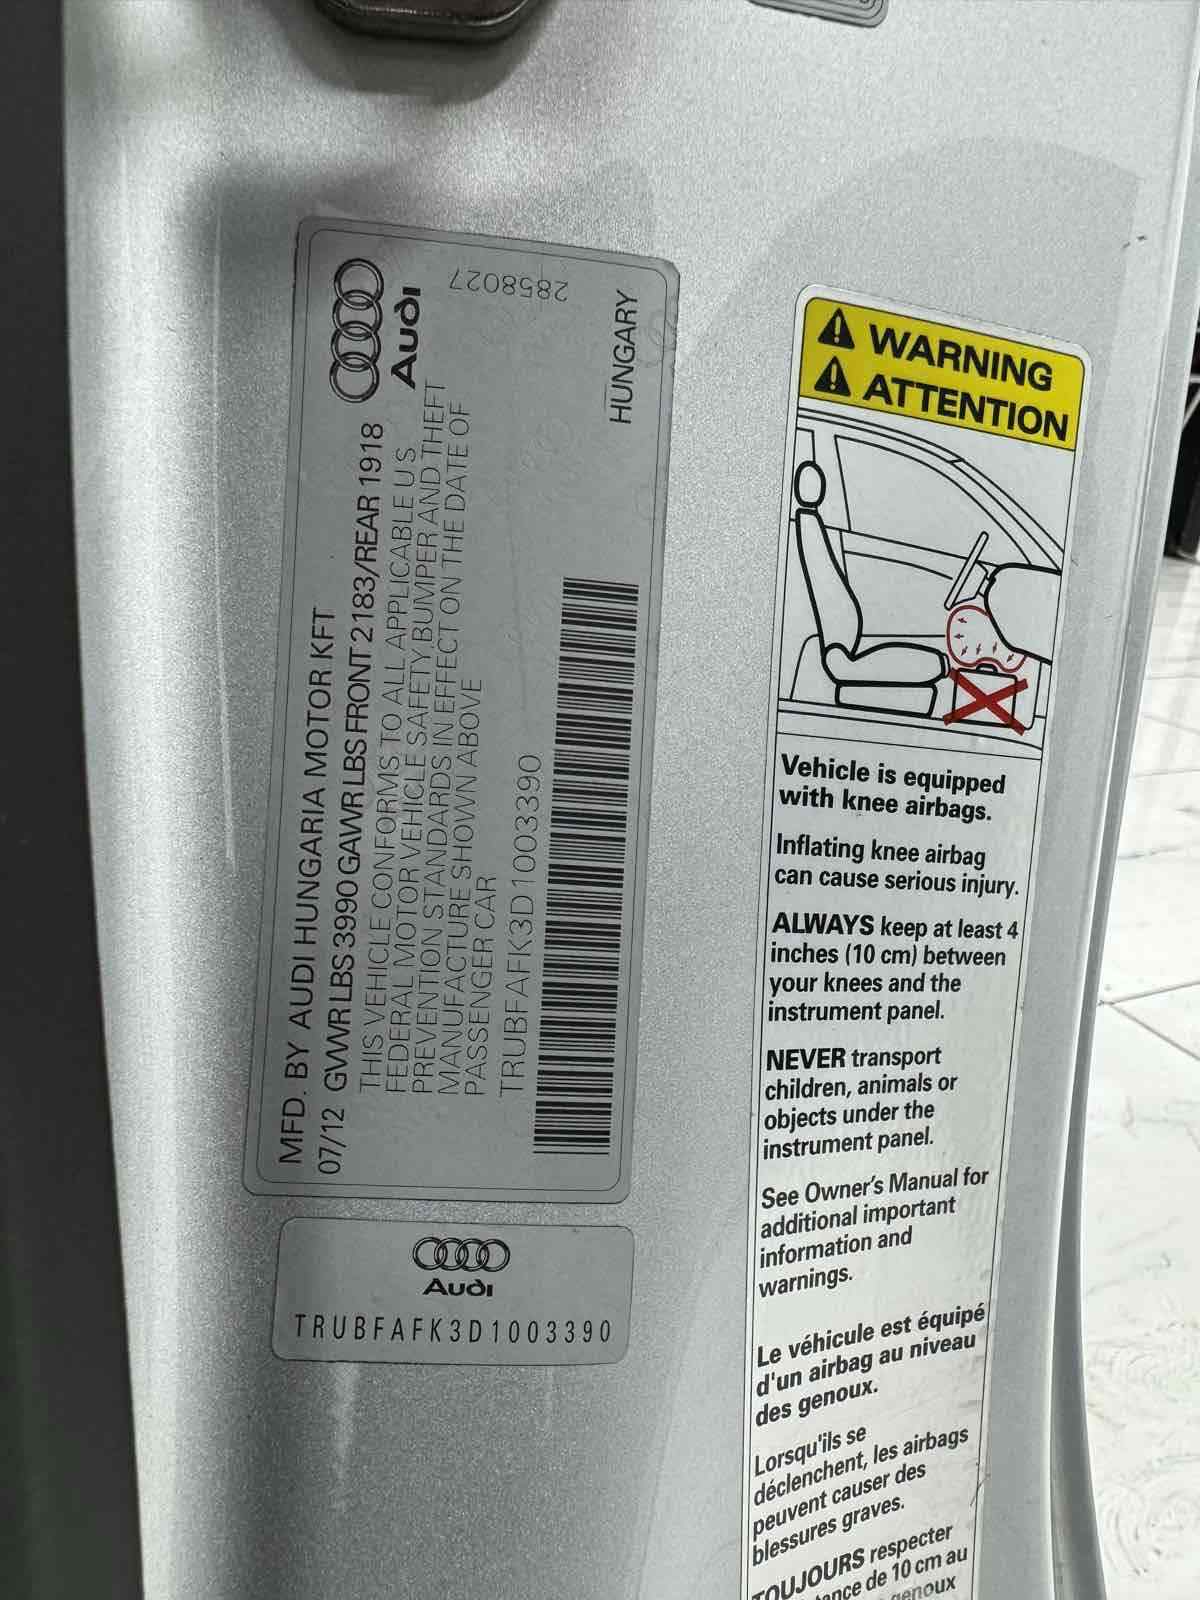 Audi
2858027
HUNGARY
MFD. BY AUDI HUNGARIA MOTOR KFT
07/12 GVWR LBS 3990 GAWR LBS FRONT 2183/REAR 1918
THIS VEHICLE CONFORMS TO ALL APPLICABLE US
FEDERAL MOTOR VEHICLE SAFETY,BUMPER AND THEFT
PREVENTION STANDARDS IN EFFECT ON THE DATE OF
MANUFACTURE SHOWN ABOVE
PASSENGER CAR
TRUBFAFK3D1003390
Audi
TRUBFAFK3D1003390
WARNING
ATTENTION
Vehicle is equipped
with knee airbags.
Inflating knee airbag
can cause serious injury.
ALWAYS keep at least 4
inches (10 cm) between
your knees and the
instrument panel.
NEVER transport
children, animals or
objects under the
instrument panel.
See Owner's Manual for
additional important
information and
warnings.
Le véhicule est équipé
d'un airbag au niveau
des genoux.
Lorsqu'ils se
déclenchent, les airbags
peuvent causer des
blessures graves.
TOUJOURS respecter
de 10 cm au
genoux